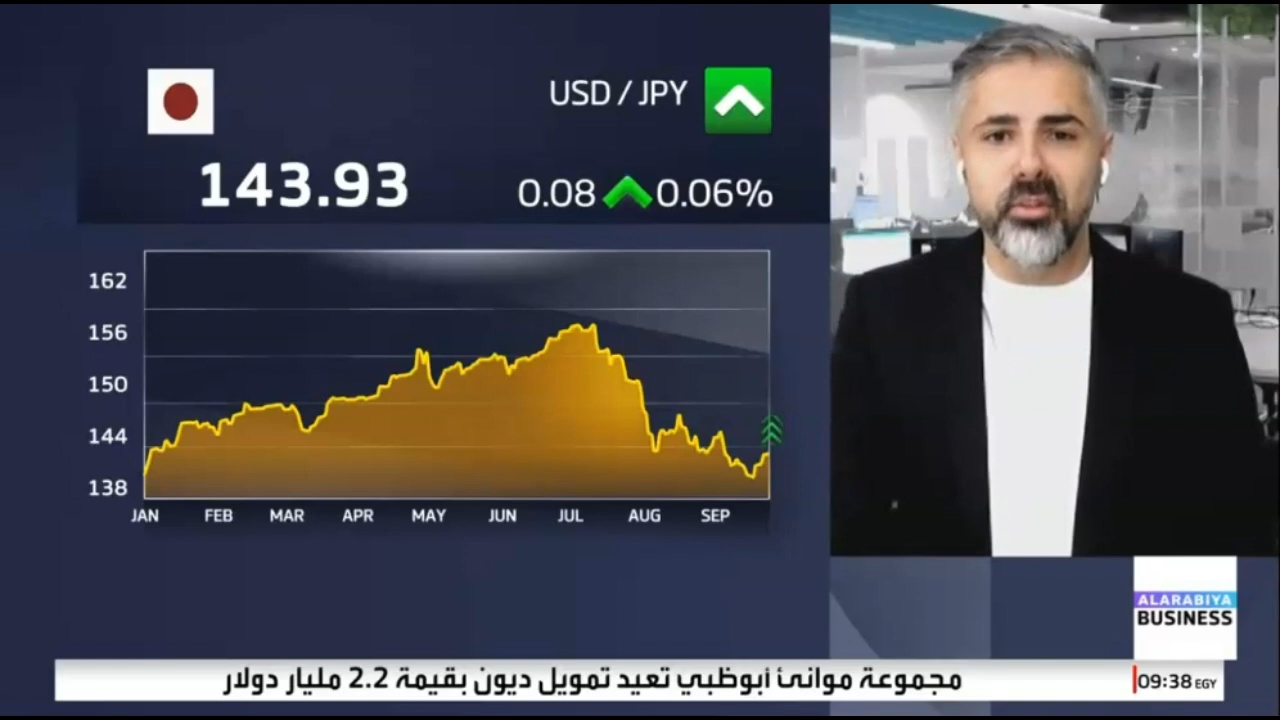 USD / JPY
143.93
0.08 0.06%
162
156
150
144
138
JAN FEB MAR APR MAY JUN JUL AUG SEP
ALARABIYA
BUSINESS
مجموعة موانئ أبوظبي تعيد تمويل ديون بقيمة 2.2 مليار دولار
09:38 EGY